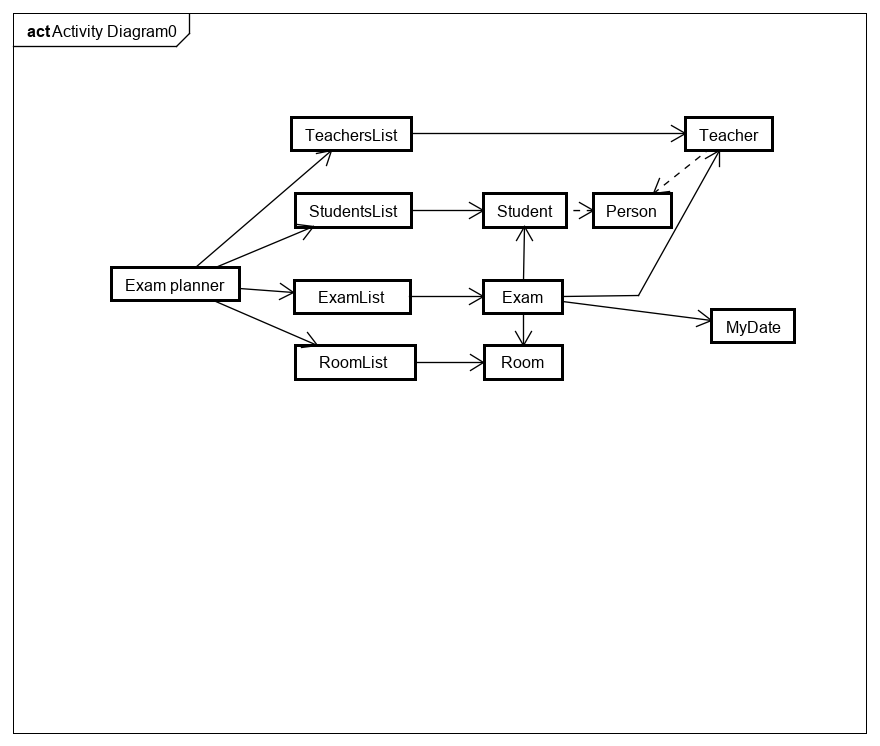 act Activity Diagram0
TeachersList
Teacher
StudentsList
Student
Person
Exam planner
ExamList
Exam
MyDate
RoomList
Room